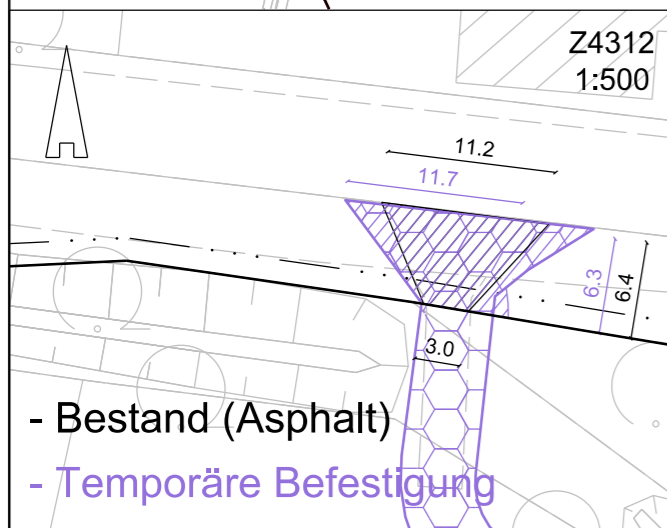 Z4312
1:500
11.2
11.7
6.3
6.4
3.0
- Bestand (Asphalt)
- Temporäre Befestigung